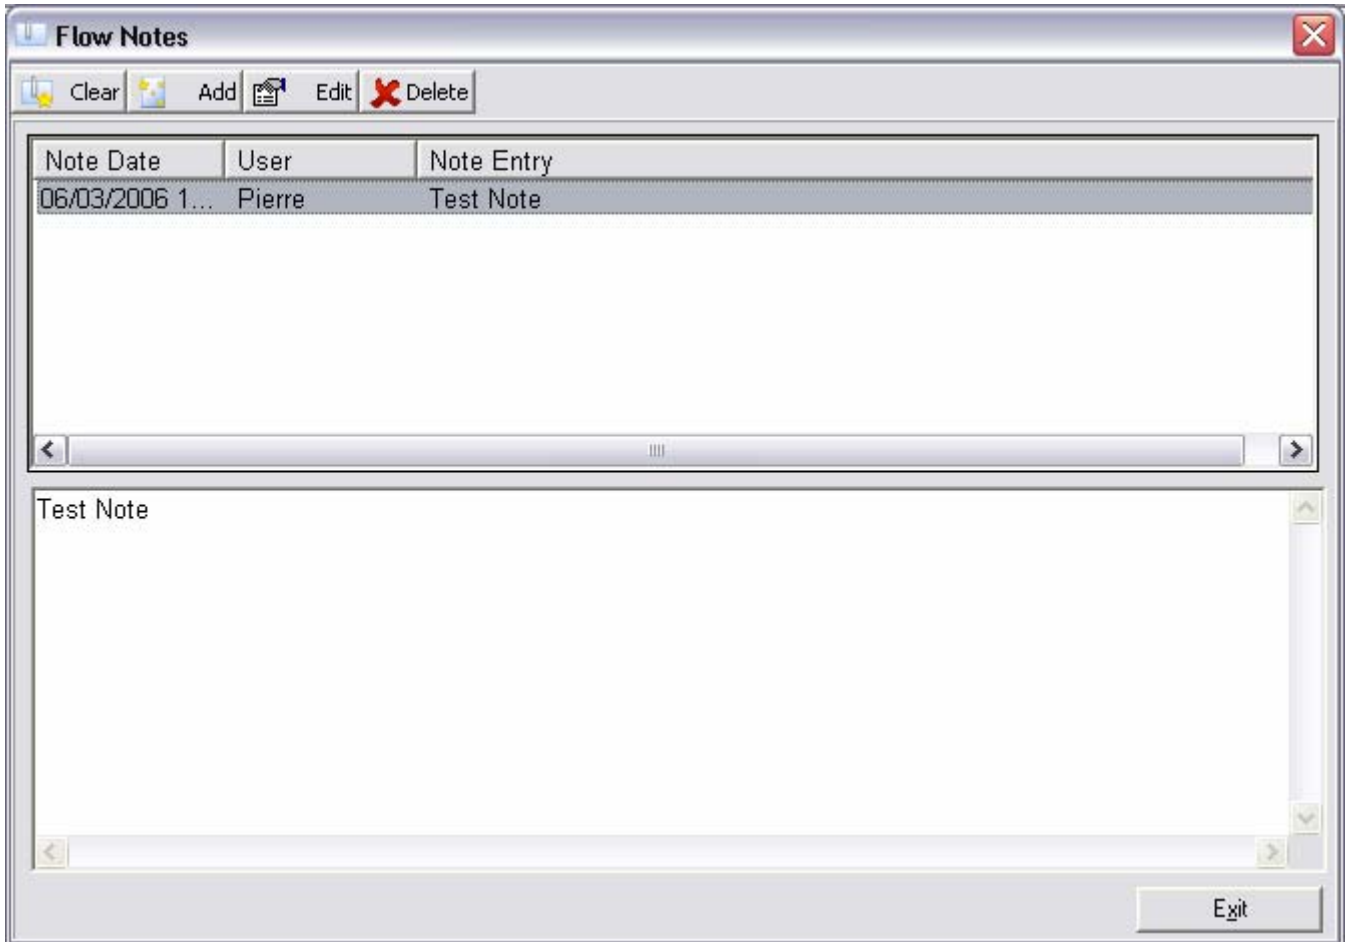 Flow Notes
Clear Add Edit Delete
Note Date User Note Entry
06/03/2006 1... Pierre Test Note
Test Note
Exit